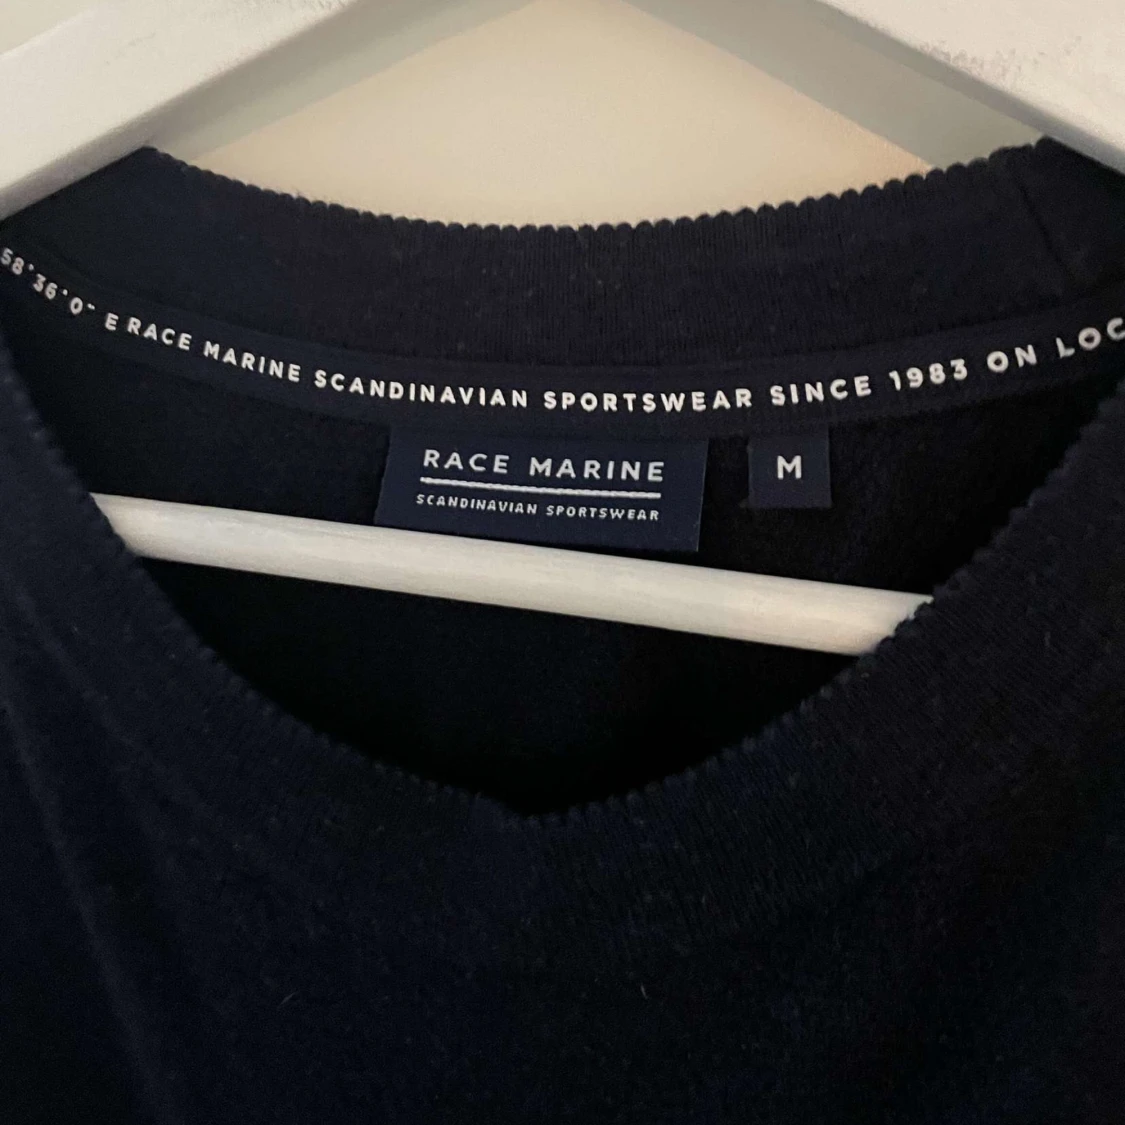 58°36'0" E RACE MARINE SCANDINAVIAN SPORTSWEAR SINCE 1983 ON LOC
RACE MARINE
SCANDINAVIAN SPORTSWEAR
M